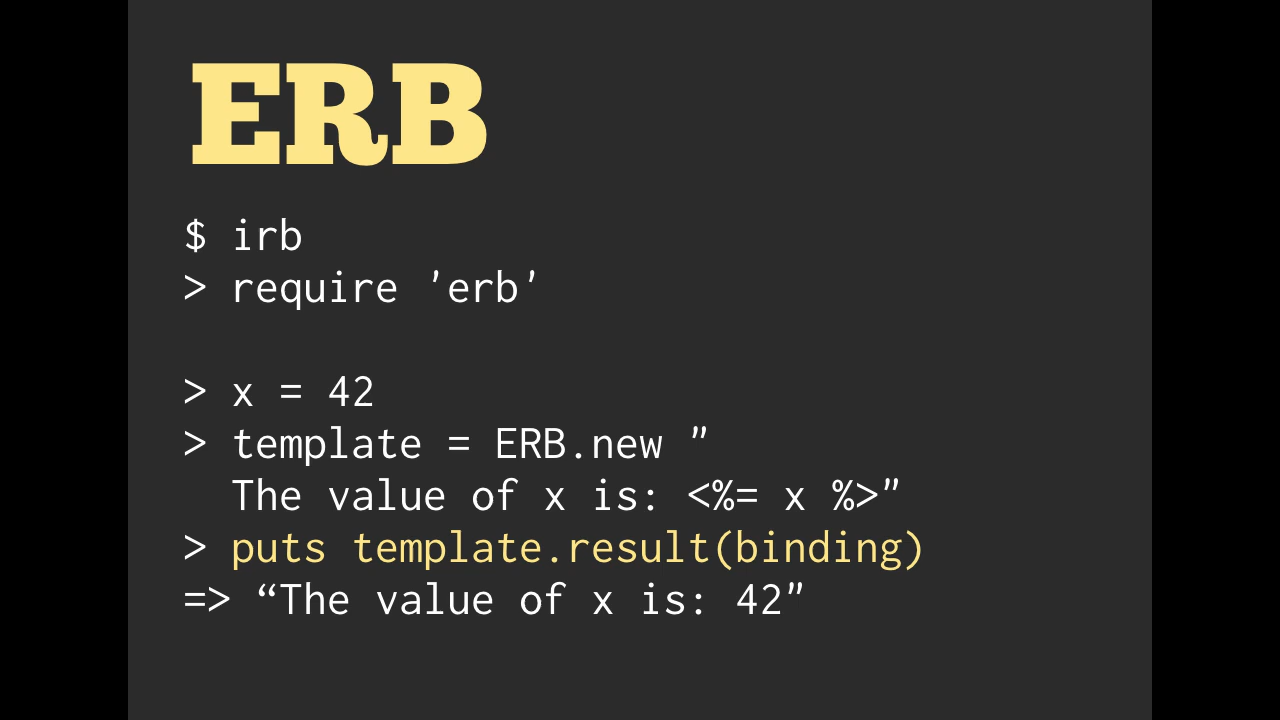 ERB
$ irb
> require 'erb'
> x = 42
> template = ERB.new "
The value of x is: <%= x %>"
> puts template.result(binding)
=> “The value of x is: 42"